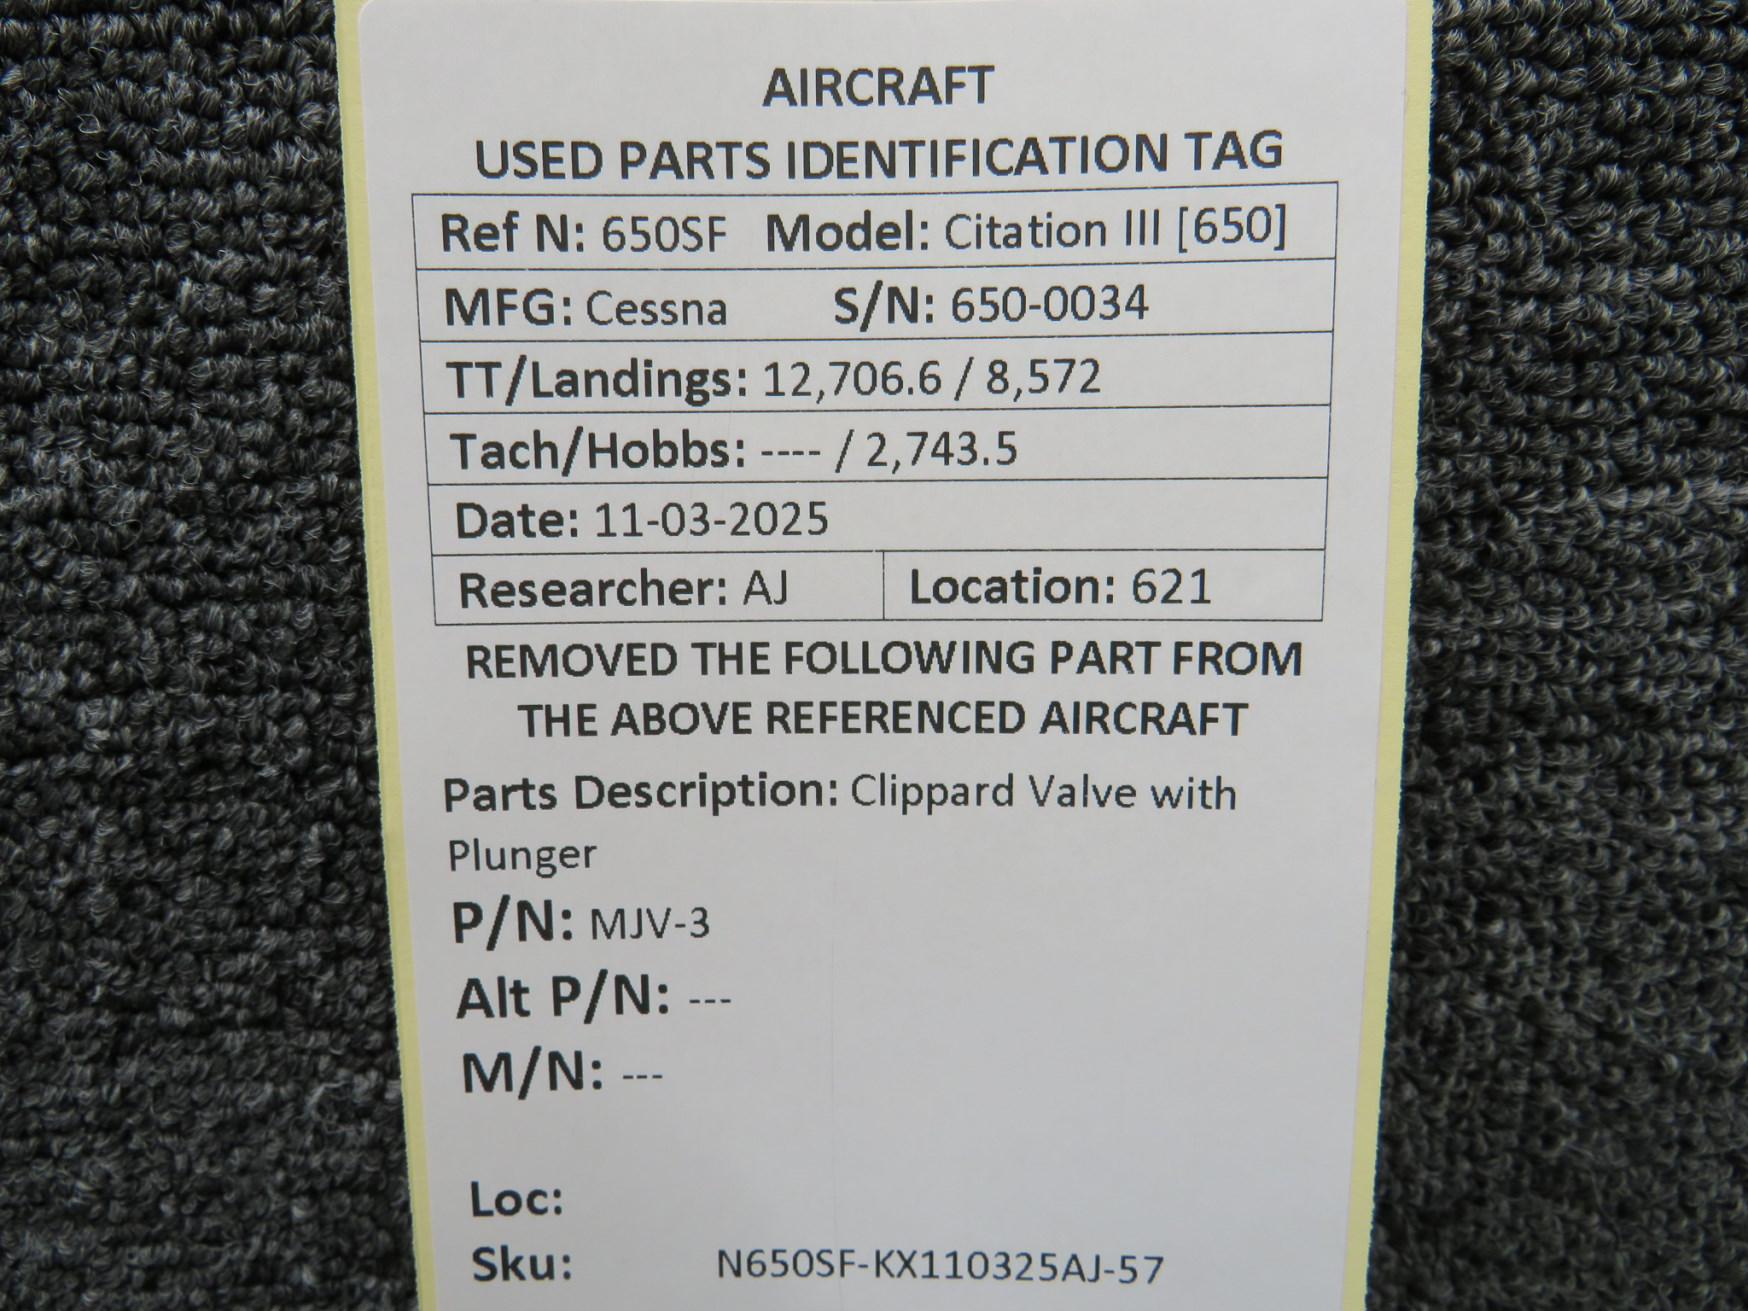 AIRCRAFT
USED PARTS IDENTIFICATION TAG
Ref N: 650SF Model: Citation III [650]
MFG: Cessna S/N: 650-0034
TT/Landings: 12,706.6 / 8,572
Tach/Hobbs: ---- / 2,743.5
Date: 11-03-2025
Researcher: AJ Location: 621
REMOVED THE FOLLOWING PART FROM
THE ABOVE REFERENCED AIRCRAFT
Parts Description: Clippard Valve with
Plunger
P/N: MJV-3
Alt P/N: ---
M/N: ---
Loc:
Sku: N650SF-KX110325AJ-57